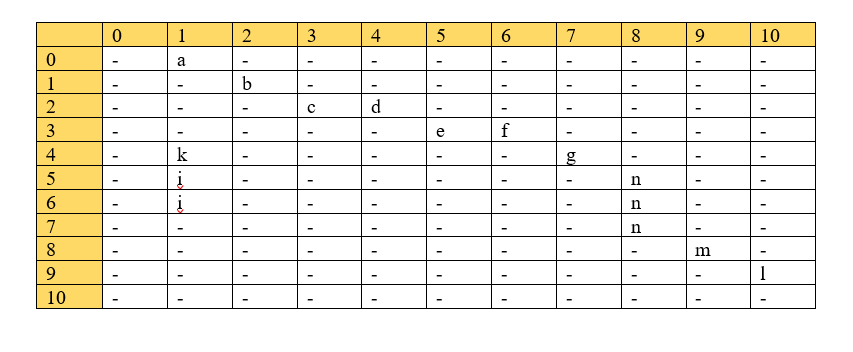 0 1 2 3 4 5 6 7 8 9 10
0 - a - - - - - - - - -
1 - - b - - - - - - - -
2 - - - c d - - - - - -
3 - - - - - e f - - - -
4 - k - - - - - g - - -
5 - i - - - - - - n - -
6 - i - - - - - - n - -
7 - - - - - - - - n - -
8 - - - - - - - - - m -
9 - - - - - - - - - - l
10 - - - - - - - - - - -